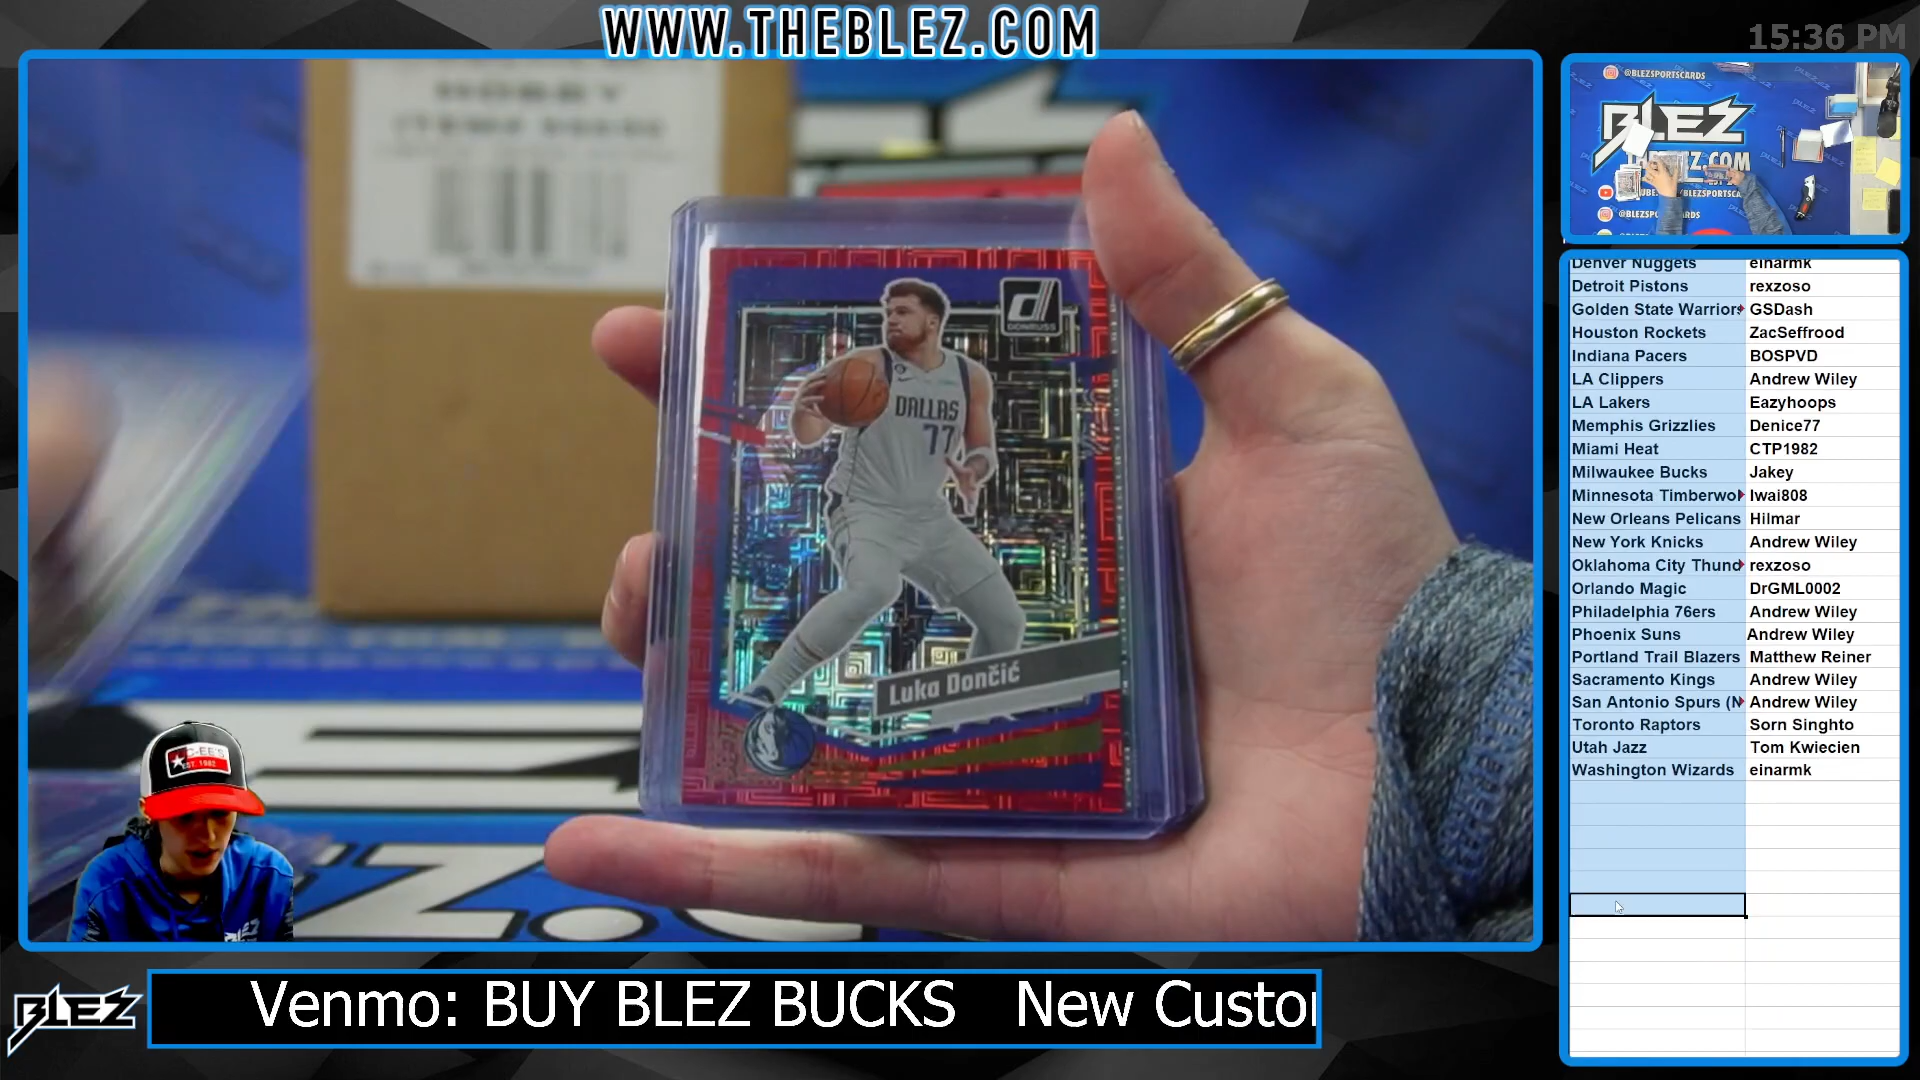 WWW.THEBLEZ.COM
15:36 PM
HOBBY
DONRUSS
DALLAS
77
Luka Dončić
@BLEZSPORTSCARDS
BLEZ
@BLEZSPORTSCARDS
Denver Nuggets einarmk
Detroit Pistons rexzoso
Golden State Warriors GSDash
Houston Rockets ZacSeffrood
Indiana Pacers BOSPVD
LA Clippers Andrew Wiley
LA Lakers Eazyhoops
Memphis Grizzlies Denice77
Miami Heat CTP1982
Milwaukee Bucks Jakey
Minnesota Timberwol Iwai808
New Orleans Pelicans Hilmar
New York Knicks Andrew Wiley
Oklahoma City Thund rexzoso
Orlando Magic DrGML0002
Philadelphia 76ers Andrew Wiley
Phoenix Suns Andrew Wiley
Portland Trail Blazers Matthew Reiner
Sacramento Kings Andrew Wiley
San Antonio Spurs (N Andrew Wiley
Toronto Raptors Sorn Singhto
Utah Jazz Tom Kwiecien
Washington Wizards einarmk
BLEZ
Venmo: BUY BLEZ BUCKS New Custo